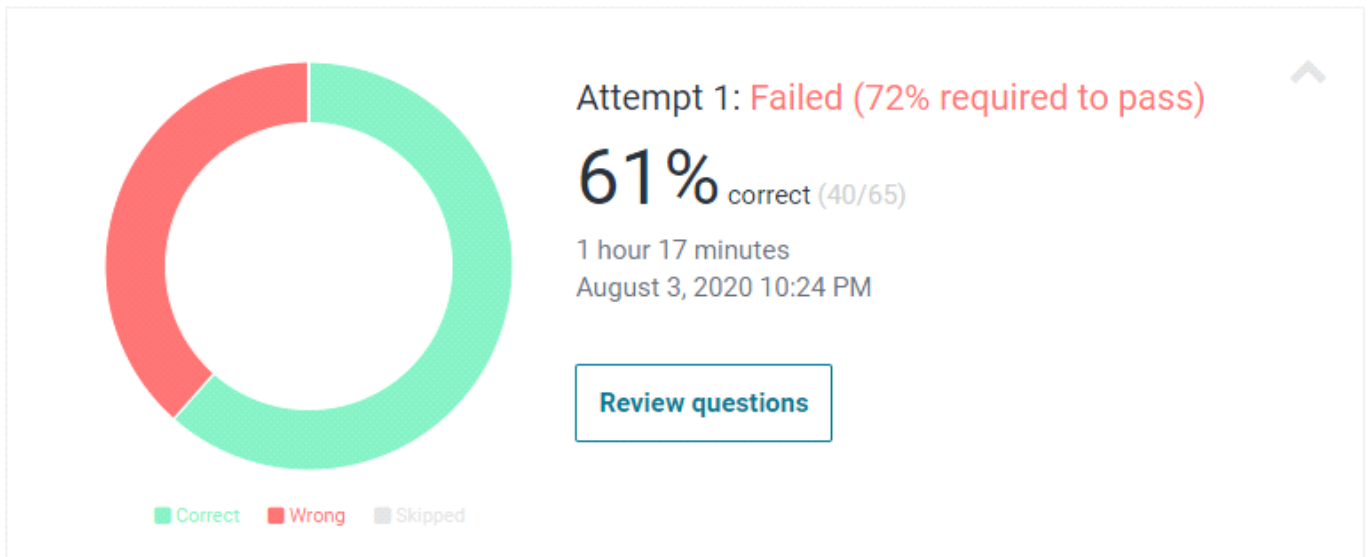 Attempt 1: Failed (72% required to pass)
61% correct (40/65)
1 hour 17 minutes
August 3, 2020 10:24 PM
Review questions
Correct Wrong Skipped